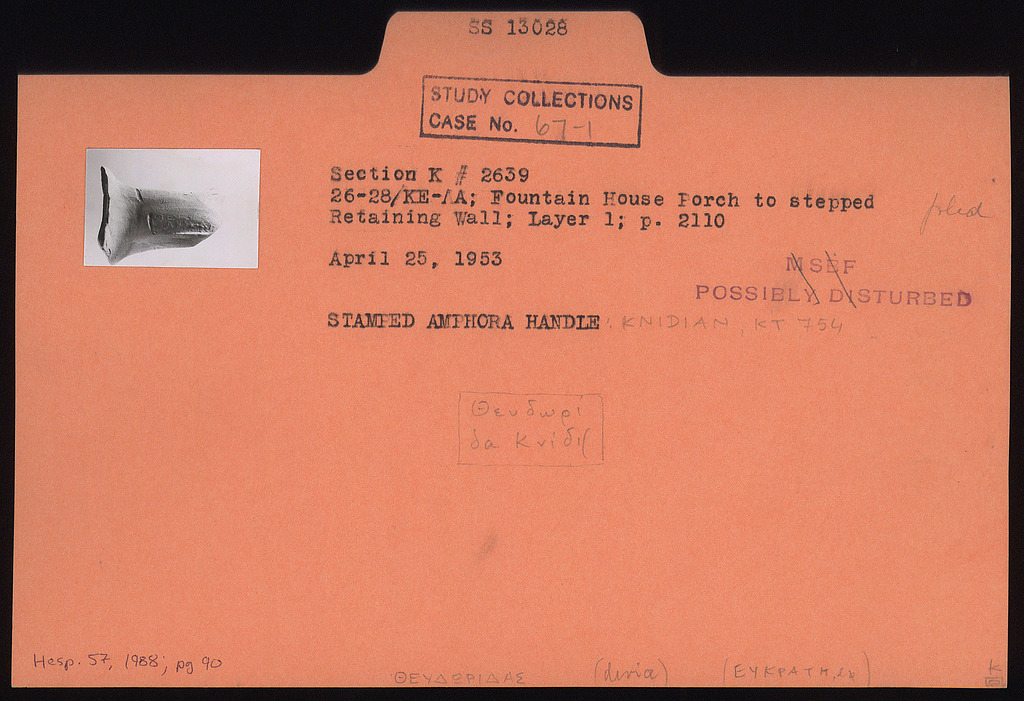 SS 13028
STUDY COLLECTIONS
CASE No. 67-1
Section K # 2639
26-28/KE-ΛA; Fountain House Porch to stepped
Retaining Wall; Layer 1; p. 2110
April 25, 1953
MSBF
POSSIBLY DISTURBED
STAMPED AMPHORA HANDLE. KNIDIAN, KT 754
Θευδωρί
δα Κνίδι
Hesp. 57, 1988; pg 90
ΘΕΥΔΩΡΙΔΑΣ
K